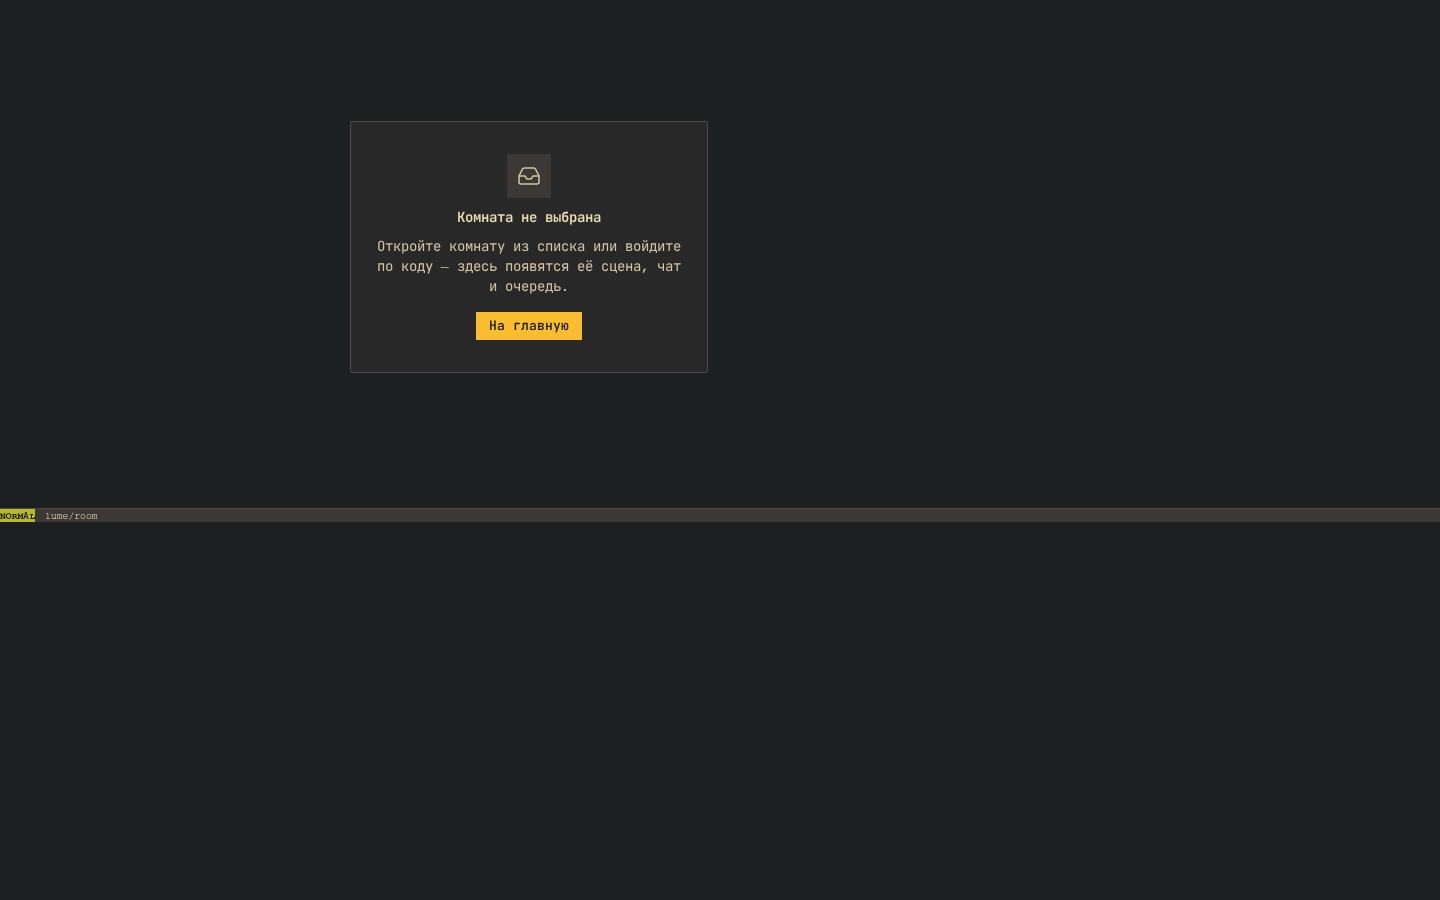 Комната не выбрана
Откройте комнату из списка или войдите
по коду — здесь появятся её сцена, чат
и очередь.
На главную
NORMAL lume/room